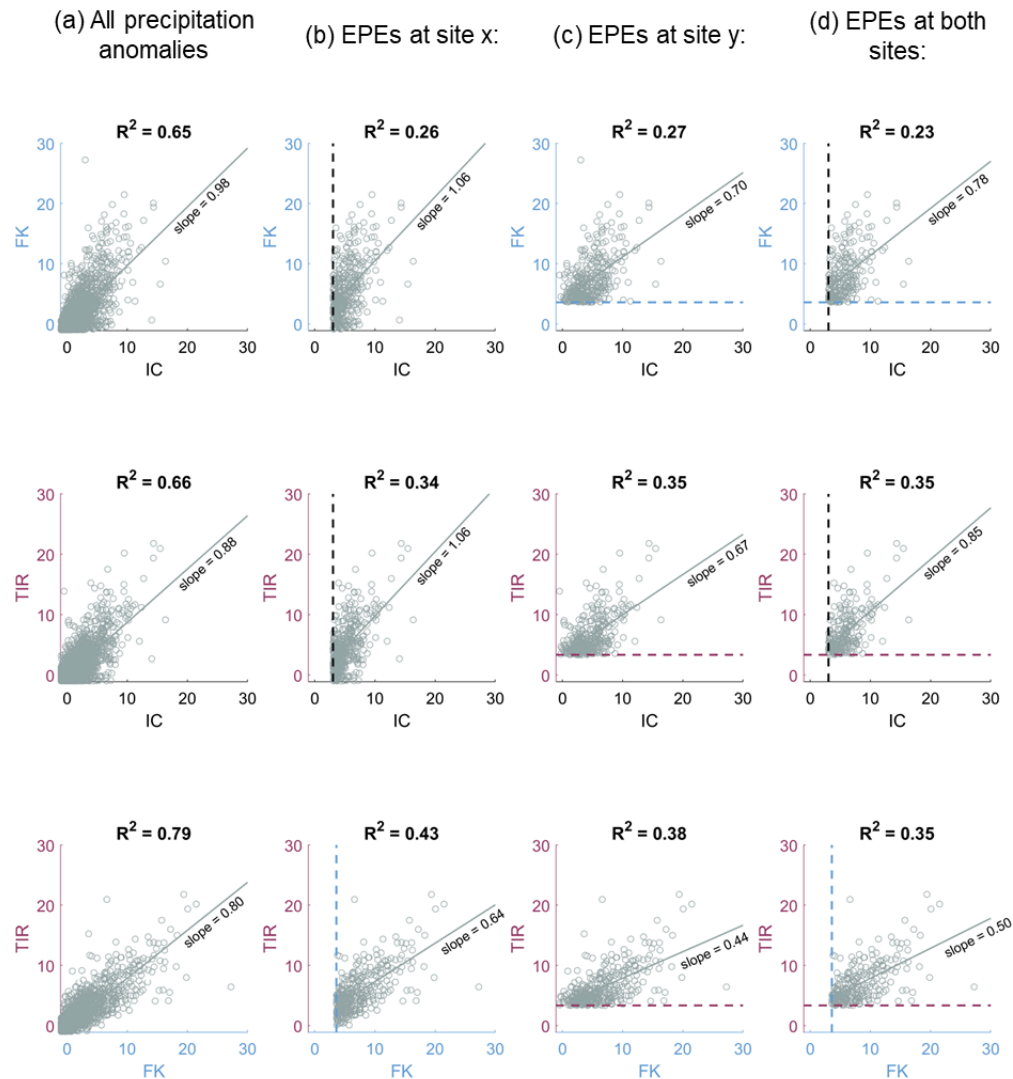 (a) All precipitation
anomalies
(b) EPEs at site x:
(c) EPEs at site y:
(d) EPEs at both
sites:
R² = 0.65
30
20
10
0
FK
slope = 0.98
0 10 20 30
IC
R² = 0.26
30
20
10
0
FK
slope = 1.06
0 10 20 30
IC
R² = 0.27
30
20
10
0
FK
slope = 0.70
0 10 20 30
IC
R² = 0.23
30
20
10
0
FK
slope = 0.78
0 10 20 30
IC
R² = 0.66
30
20
10
0
TIR
slope = 0.88
0 10 20 30
IC
R² = 0.34
30
20
10
0
TIR
slope = 1.06
0 10 20 30
IC
R² = 0.35
30
20
10
0
TIR
slope = 0.67
0 10 20 30
IC
R² = 0.35
30
20
10
0
TIR
slope = 0.85
0 10 20 30
IC
R² = 0.79
30
20
10
0
TIR
slope = 0.80
0 10 20 30
FK
R² = 0.43
30
20
10
0
TIR
slope = 0.64
0 10 20 30
FK
R² = 0.38
30
20
10
0
TIR
slope = 0.44
0 10 20 30
FK
R² = 0.35
30
20
10
0
TIR
slope = 0.50
0 10 20 30
FK